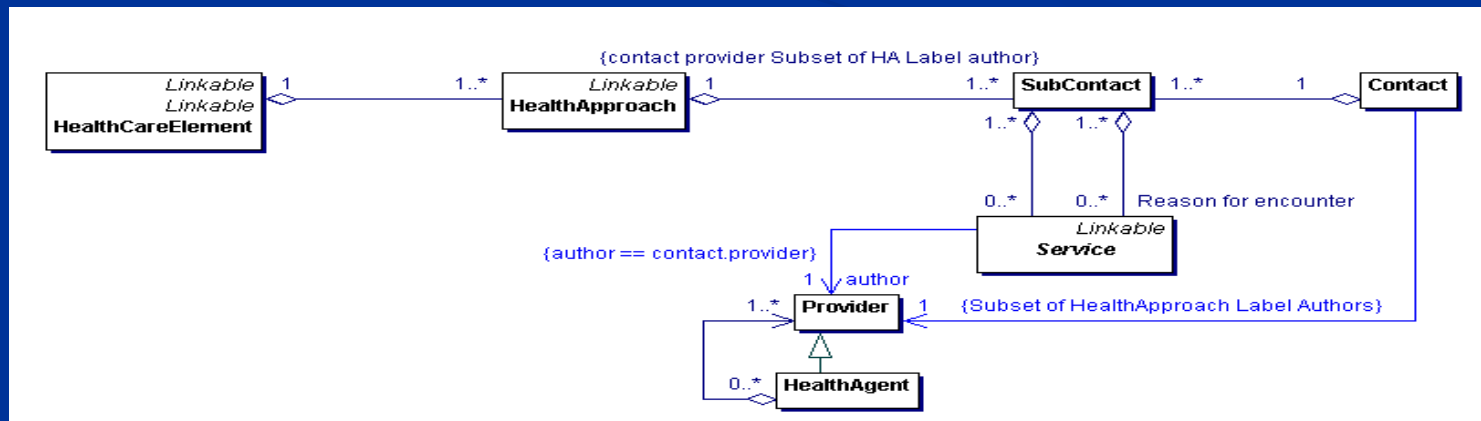 {contact provider Subset of HA Label author}
Linkable
Linkable
HealthCareElement
1
1..*
Linkable
HealthApproach
1
1..*
SubContact
1..*
1
Contact
1..*
1..*
0..*
0..*
Reason for encounter
Linkable
Service
{author == contact.provider}
1
author
1..*
Provider
1
{Subset of HealthApproach Label Authors}
0..*
HealthAgent